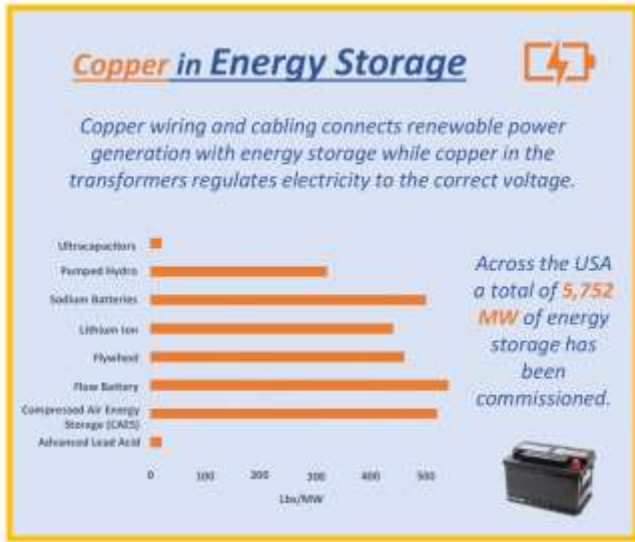 Copper in Energy Storage
Copper wiring and cabling connects renewable power
generation with energy storage while copper in the
transformers regulates electricity to the correct voltage.
Ultracapacitors
Pumped Hydro
Sodium Batteries
Lithium Ion
Flywheel
Flow Battery
Compressed Air Energy
Storage (CAES)
Advanced Lead Acid
0 100 200 300 400 500
Lbs/MW
Across the USA
a total of 5,752
MW of energy
storage has
been
commissioned.